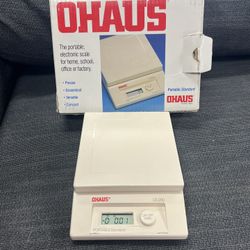 OHAUS
The portable,
electronic scale
for home, school,
office or factory.
• Precise
• Economical
• Versatile
• Compact
Portable Standard
OHAUS
OHAUS
-0 0.01